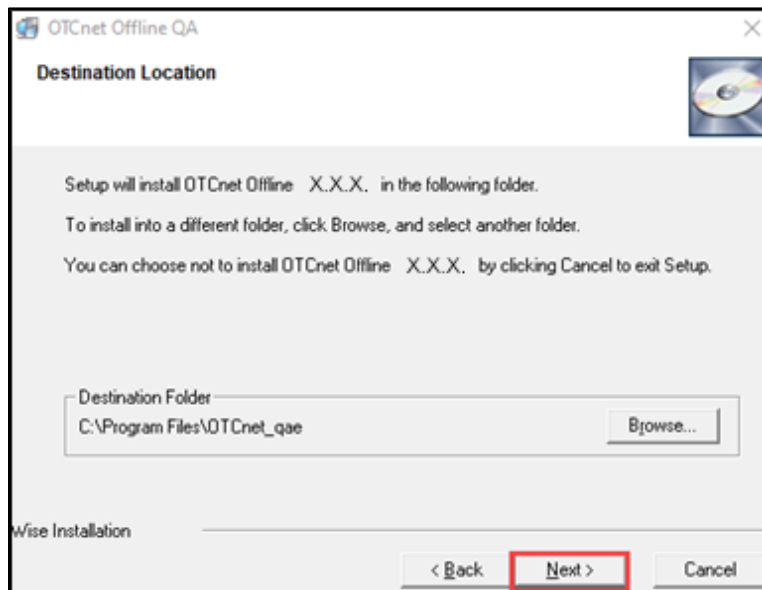 OTCnet Offline QA
Destination Location
Setup will install OTCnet Offline X.X.X. in the following folder.
To install into a different folder, click Browse, and select another folder.
You can choose not to install OTCnet Offline X.X.X. by clicking Cancel to exit Setup.
Destination Folder
C:\Program Files\OTCnet_qae
Browse...
Wise Installation
< Back
Next >
Cancel